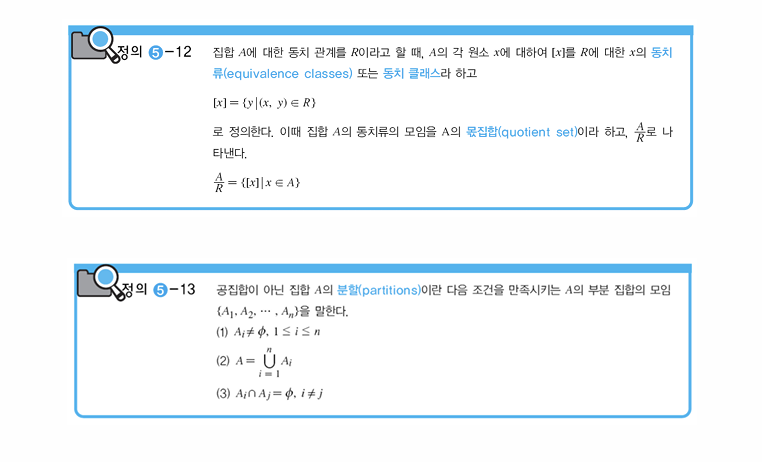 정의 5-12
집합 A에 대한 동치 관계를 R이라고 할 때, A의 각 원소 x에 대하여 [x]를 R에 대한 x의 동치
류(equivalence classes) 또는 동치 클래스라 하고
[x] = {y|(x, y) ∈ R}
로 정의한다. 이때 집합 A의 동치류의 모임을 A의 몫집합(quotient set)이라 하고, A/R로 나
타낸다.
A/R = {[x]|x ∈ A}
정의 5-13
공집합이 아닌 집합 A의 분할(partitions)이란 다음 조건을 만족시키는 A의 부분 집합의 모임
{A₁, A₂, ⋯ , Aₙ}을 말한다.
(1) Aᵢ ≠ ϕ, 1 ≤ i ≤ n
(2) A = ⋃ⁿᵢ₌₁ Aᵢ
(3) Aᵢ ∩ Aⱼ = ϕ, i ≠ j